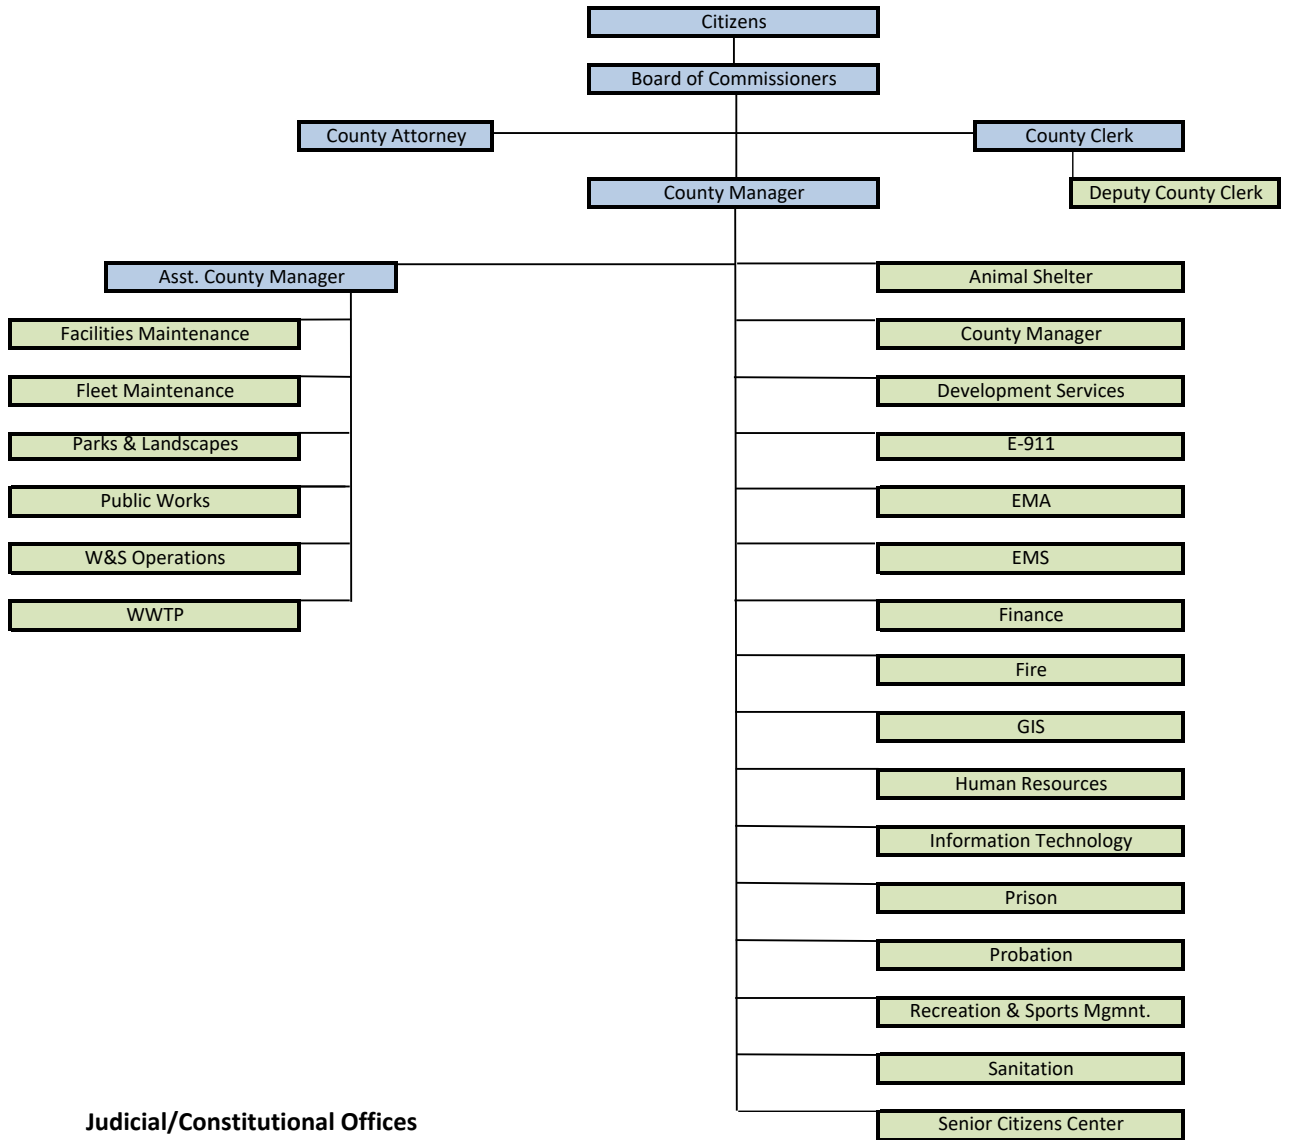 Citizens
Board of Commissioners
County Attorney
County Clerk
County Manager
Deputy County Clerk
Asst. County Manager
Animal Shelter
Facilities Maintenance
County Manager
Fleet Maintenance
Development Services
Parks & Landscapes
E-911
Public Works
EMA
W&S Operations
EMS
WWTP
Finance
Fire
GIS
Human Resources
Information Technology
Prison
Probation
Recreation & Sports Mgmnt.
Sanitation
Judicial/Constitutional Offices
Senior Citizens Center